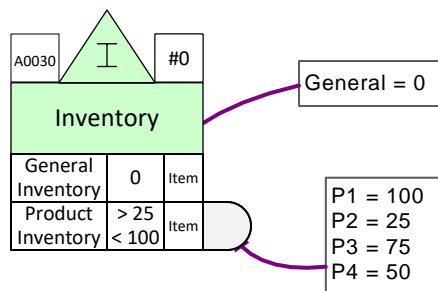 A0030
I
#0
Inventory
General = 0
General
Inventory
0
Item
Product
Inventory
> 25
< 100
Item
P1 = 100
P2 = 25
P3 = 75
P4 = 50